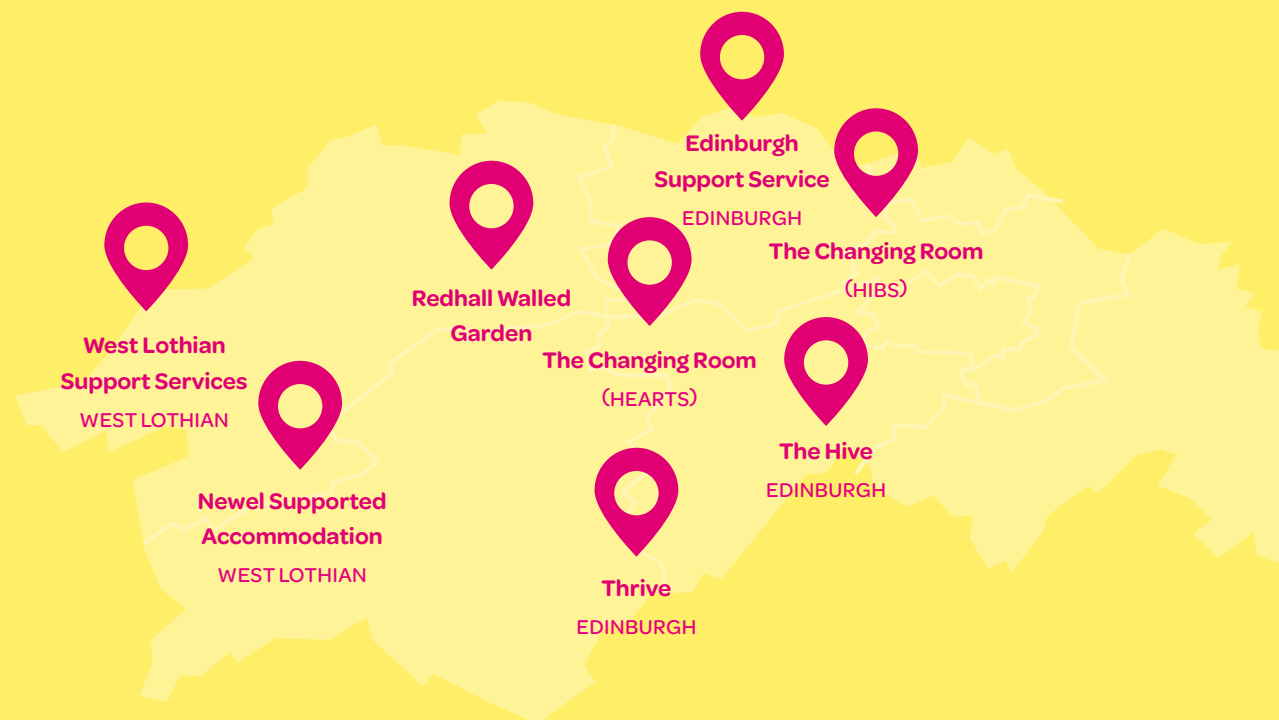 Edinburgh
Support Service
EDINBURGH
The Changing Room
(HIBS)
Redhall Walled
Garden
West Lothian
Support Services
WEST LOTHIAN
The Changing Room
(HEARTS)
The Hive
EDINBURGH
Newel Supported
Accommodation
WEST LOTHIAN
Thrive
EDINBURGH